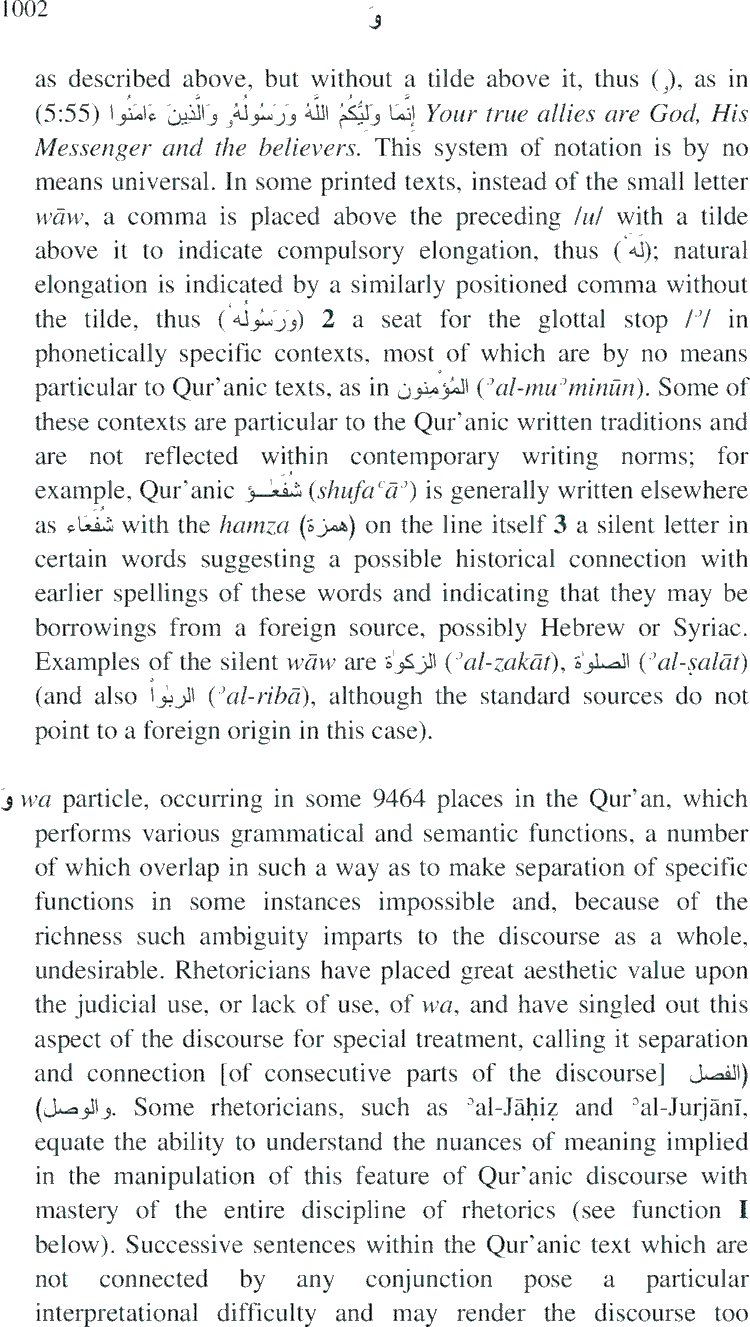 1002
وَ
as described above, but without a tilde above it, thus (ۥ), as in
(5:55) إِنَّمَا وَلِيُّكُمُ اللَّهُ وَرَسُولُهُۥ وَالَّذِينَ ءَامَنُوا Your true allies are God, His
Messenger and the believers. This system of notation is by no
means universal. In some printed texts, instead of the small letter
wāw, a comma is placed above the preceding /u/ with a tilde
above it to indicate compulsory elongation, thus (لَهُ); natural
elongation is indicated by a similarly positioned comma without
the tilde, thus (وَرَسُولُهُ) 2 a seat for the glottal stop /ʾ/ in
phonetically specific contexts, most of which are by no means
particular to Qur’anic texts, as in المُؤْمِنون (ʾal-muʾminūn). Some of
these contexts are particular to the Qur’anic written traditions and
are not reflected within contemporary writing norms; for
example, Qur’anic شُفَعَـٰـؤ (shufaʿāʾ) is generally written elsewhere
as شُفَعَاء with the hamza (همزة) on the line itself 3 a silent letter in
certain words suggesting a possible historical connection with
earlier spellings of these words and indicating that they may be
borrowings from a foreign source, possibly Hebrew or Syriac.
Examples of the silent wāw are الزكوٰة (ʾal-zakāt), الصلوٰة (ʾal-ṣalāt)
(and also الربوٰا (ʾal-ribā), although the standard sources do not
point to a foreign origin in this case).
وَ wa particle, occurring in some 9464 places in the Qur’an, which
performs various grammatical and semantic functions, a number
of which overlap in such a way as to make separation of specific
functions in some instances impossible and, because of the
richness such ambiguity imparts to the discourse as a whole,
undesirable. Rhetoricians have placed great aesthetic value upon
the judicial use, or lack of use, of wa, and have singled out this
aspect of the discourse for special treatment, calling it separation
and connection [of consecutive parts of the discourse] (الفصل
والوصل). Some rhetoricians, such as ʾal-Jāḥiẓ and ʾal-Jurjānī,
equate the ability to understand the nuances of meaning implied
in the manipulation of this feature of Qur’anic discourse with
mastery of the entire discipline of rhetorics (see function I
below). Successive sentences within the Qur’anic text which are
not connected by any conjunction pose a particular
interpretational difficulty and may render the discourse too